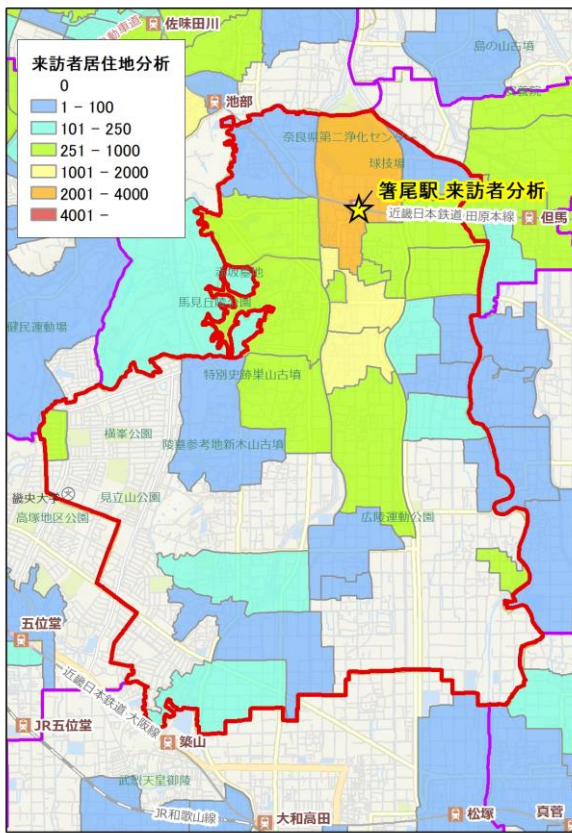 佐味田川
自動車道
島の山古墳
来訪者居住地分析
0
1 - 100
101 - 250
251 - 1000
1001 - 2000
2001 - 4000
4001 -
池部
奈良県第二浄化センター
球技場
箸尾駅_来訪者分析
近畿日本鉄道・田原本線
但馬
馬見丘陵公園
健民運動場
特別史跡巣山古墳
横峯公園
陵墓参考地新木山古墳
畿央大学
見立山公園
高塚地区公園
広陵運動公園
五位堂
近畿日本鉄道・大阪線
JR五位堂
築山
武烈天皇御陵
JR和歌山線
大和高田
松塚
真菅